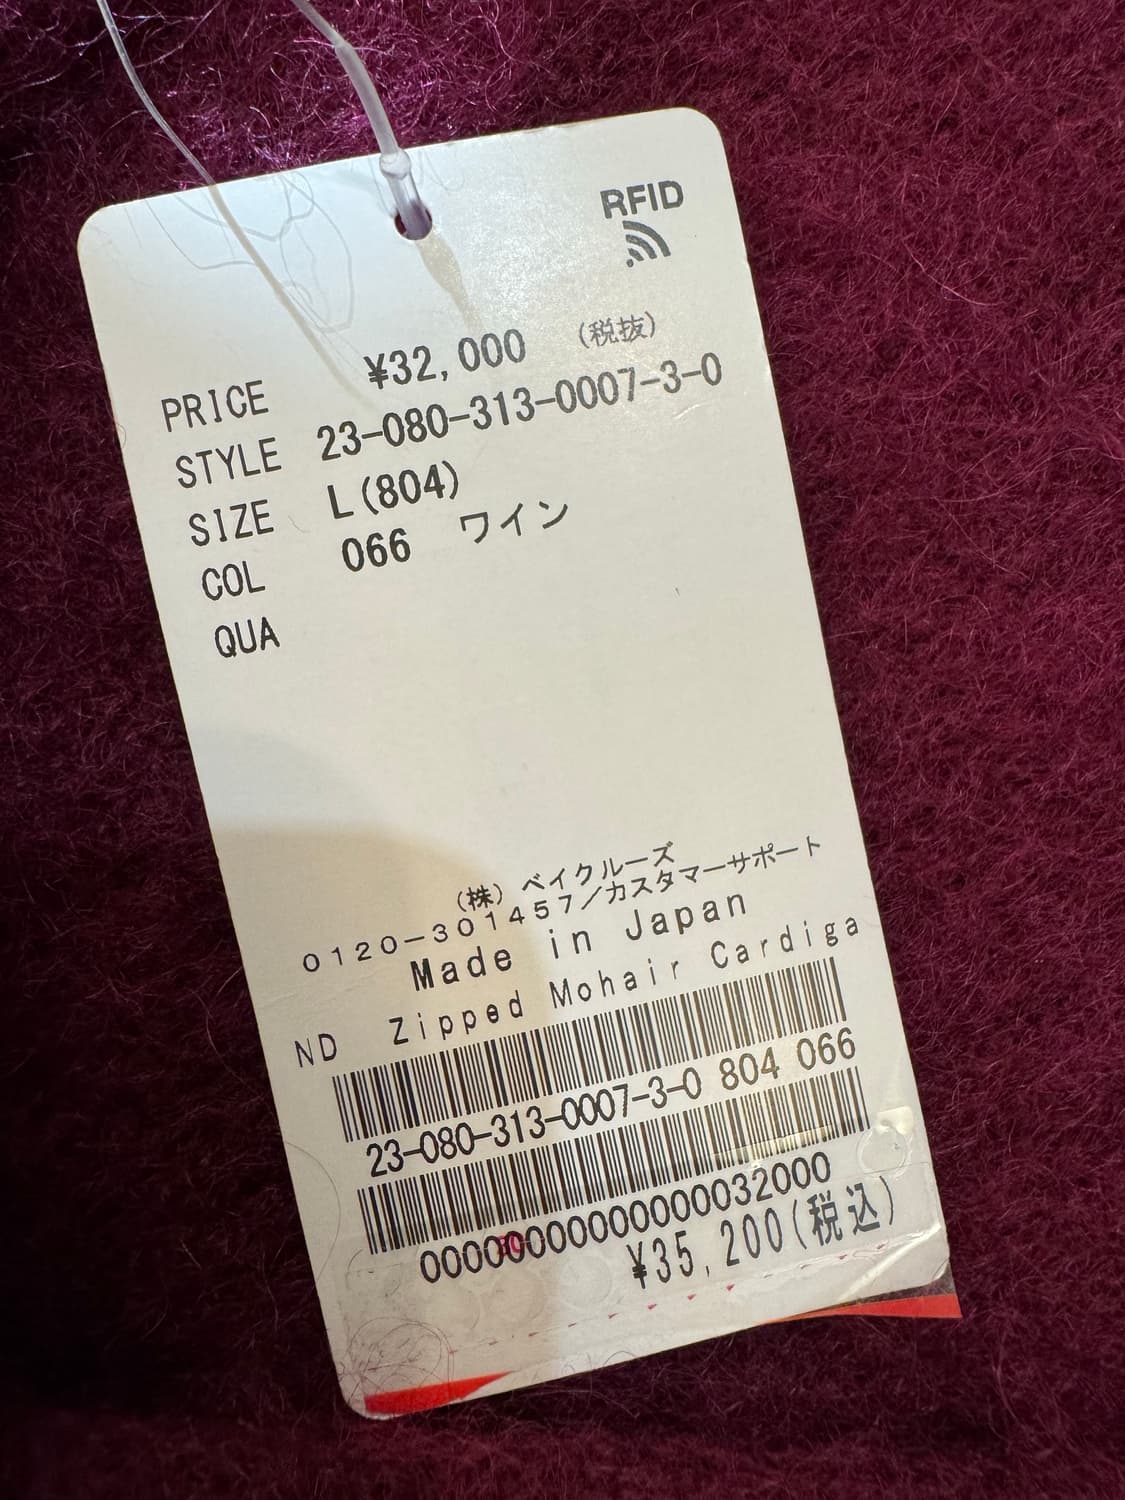 RFID
PRICE ¥32,000 (税抜)
STYLE 23-080-313-0007-3-0
SIZE L(804)
COL 066 ワイン
QUA
(株) ベイクルーズ
0120-301457/カスタマーサポート
Made in Japan
ND Zipped Mohair Cardiga
23-080-313-0007-3-0 804 066
¥35,200(税込)